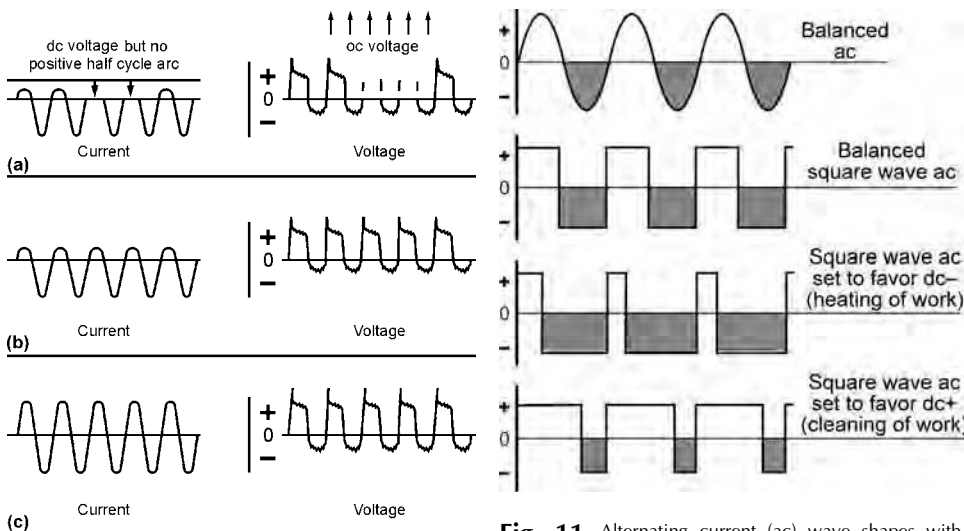 dc voltage but no
positive half cycle arc
oc voltage
+
0
−
Current
Voltage
(a)
+
0
−
Current
Voltage
(b)
+
0
−
Current
Voltage
(c)
+
0
−
Balanced
ac
+
0
−
Balanced
square wave ac
+
0
−
Square wave ac
set to favor dc−
(heating of work)
+
0
−
Square wave ac
set to favor dc+
(cleaning of work)
Fig. 11 Alternating current (ac) wave shapes with